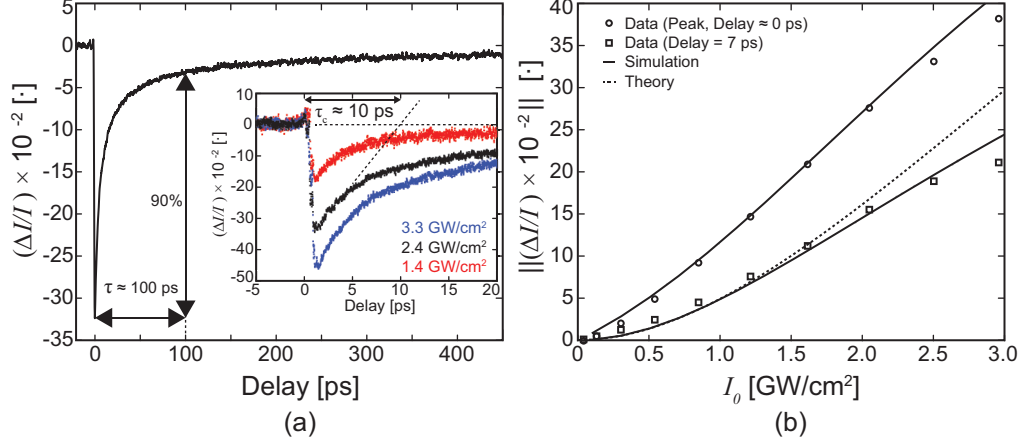 (a)
(ΔI/I) × 10⁻² [·]
5
0
-5
-10
-15
-20
-25
-30
-35
90%
τ ≈ 100 ps
0
100
200
300
400
Delay [ps]
(ΔI/I) × 10⁻² [·]
10
0
-10
-20
-30
-40
-50
τc ≈ 10 ps
3.3 GW/cm²
2.4 GW/cm²
1.4 GW/cm²
-5
0
5
10
15
20
Delay [ps]
(b)
||(ΔI/I) × 10⁻² || [·]
40
35
30
25
20
15
10
5
0
Data (Peak, Delay ≈ 0 ps)
Data (Delay = 7 ps)
Simulation
Theory
0
0.5
1
1.5
2.0
2.5
3.0
I₀ [GW/cm²]